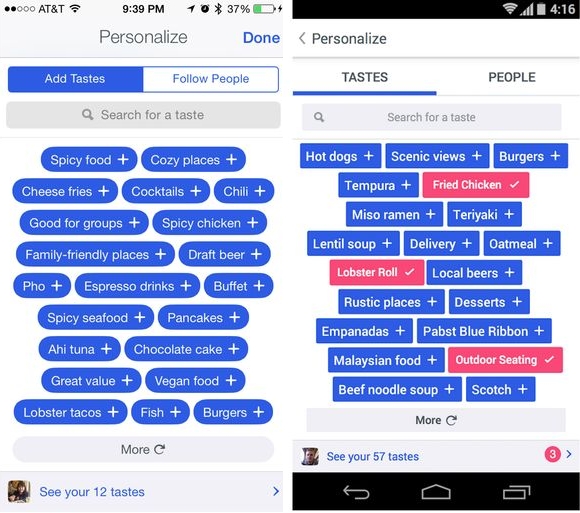 AT&T 9:39 PM 37%
Personalize Done
Add Tastes Follow People
Search for a taste
Spicy food + Cozy places +
Cheese fries + Cocktails + Chili +
Good for groups + Spicy chicken +
Family-friendly places + Draft beer +
Pho + Espresso drinks + Buffet +
Spicy seafood + Pancakes +
Ahi tuna + Chocolate cake +
Great value + Vegan food +
Lobster tacos + Fish + Burgers +
More
See your 12 tastes
4:16
Personalize
TASTES PEOPLE
Search for a taste
Hot dogs + Scenic views + Burgers +
Tempura + Fried Chicken ✓
Miso ramen + Teriyaki +
Lentil soup + Delivery + Oatmeal +
Lobster Roll ✓ Local beers +
Rustic places + Desserts +
Empanadas + Pabst Blue Ribbon +
Malaysian food + Outdoor Seating ✓
Beef noodle soup + Scotch +
More
See your 57 tastes 3